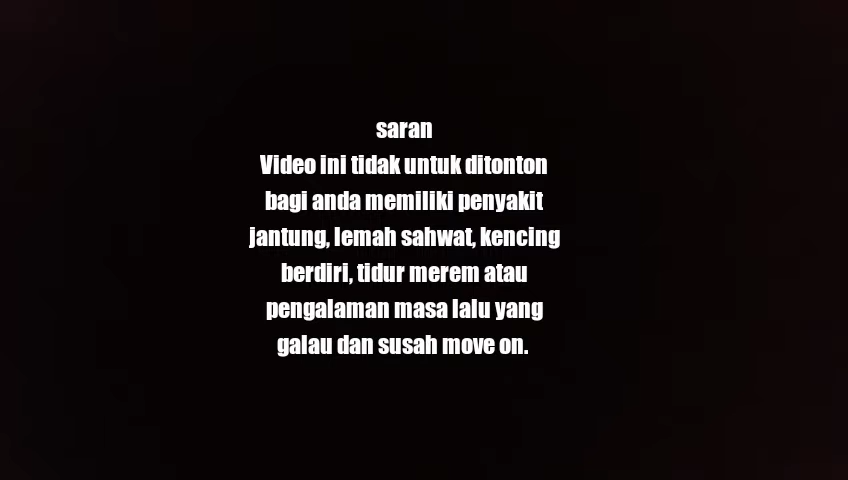 saran
Video ini tidak untuk ditonton
bagi anda memiliki penyakit
jantung, lemah sahwat, kencing
berdiri, tidur merem atau
pengalaman masa lalu yang
galau dan susah move on.